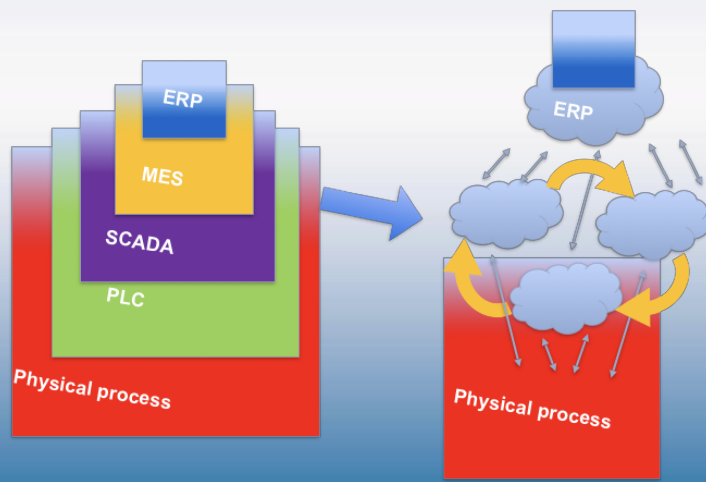 ERP
MES
SCADA
PLC
Physical process
ERP
Physical process